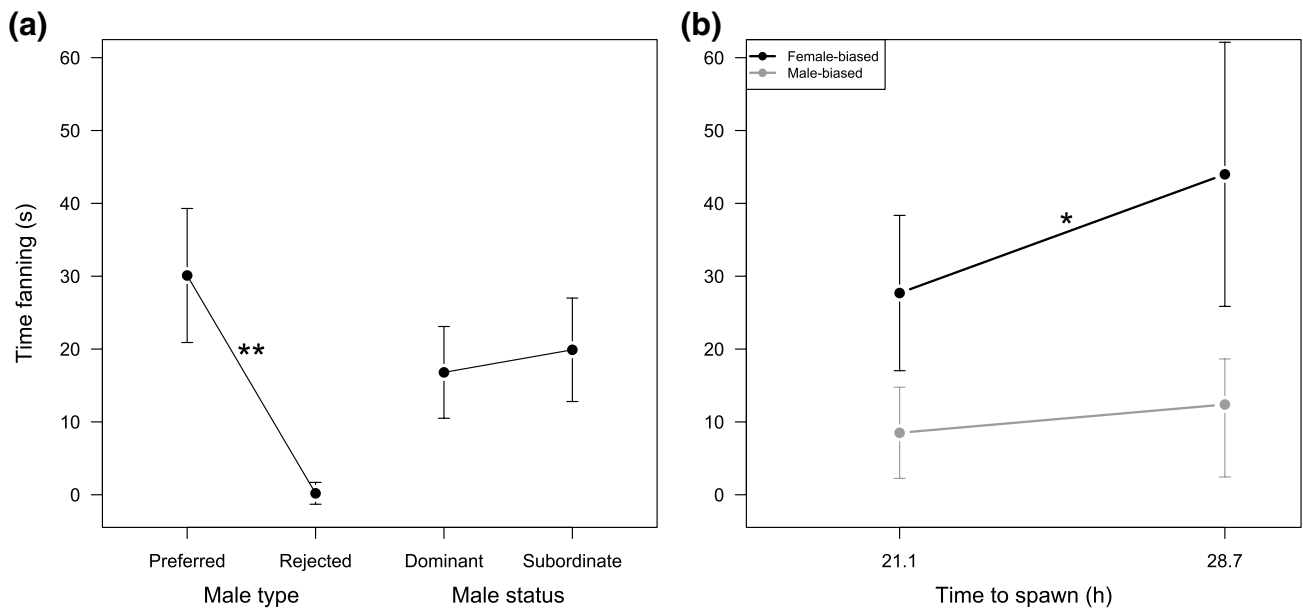 (a)
Time fanning (s)
60
50
40
30
20
10
0
**
Preferred Rejected Dominant Subordinate
Male type Male status
(b)
Female-biased
Male-biased
60
50
40
30
20
10
0
*
21.1 28.7
Time to spawn (h)